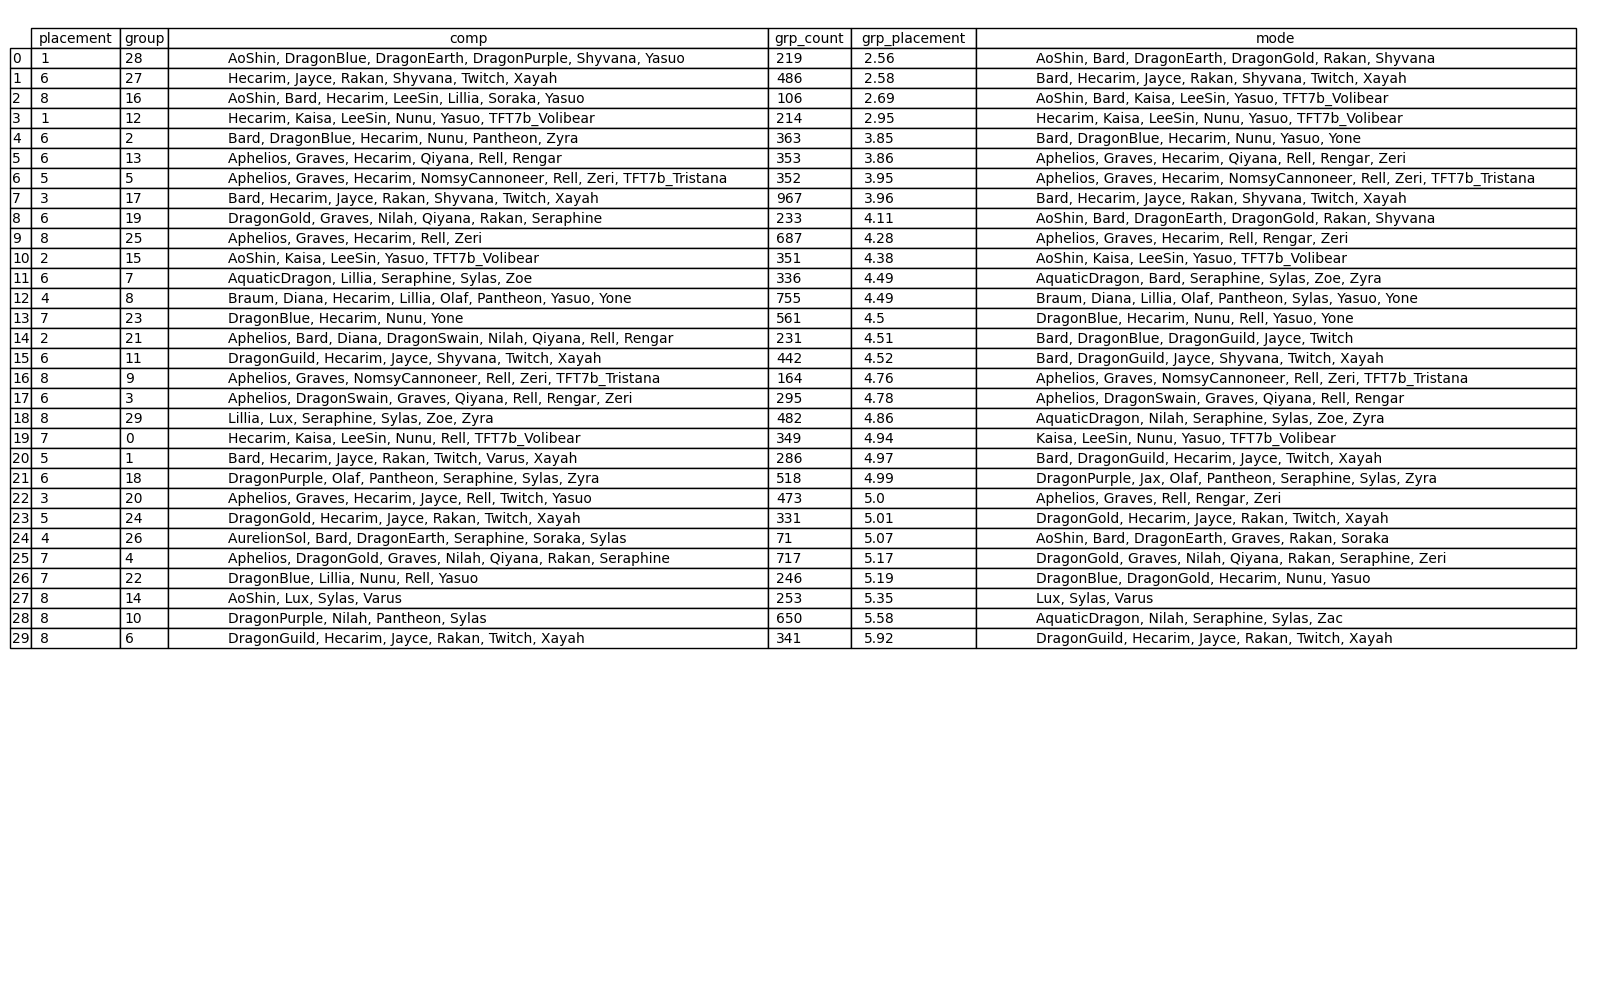 placement group comp grp_count grp_placement mode
0 1 28 AoShin, DragonBlue, DragonEarth, DragonPurple, Shyvana, Yasuo 219 2.56 AoShin, Bard, DragonEarth, DragonGold, Rakan, Shyvana
1 6 27 Hecarim, Jayce, Rakan, Shyvana, Twitch, Xayah 486 2.58 Bard, Hecarim, Jayce, Rakan, Shyvana, Twitch, Xayah
2 8 16 AoShin, Bard, Hecarim, LeeSin, Lillia, Soraka, Yasuo 106 2.69 AoShin, Bard, Kaisa, LeeSin, Yasuo, TFT7b_Volibear
3 1 12 Hecarim, Kaisa, LeeSin, Nunu, Yasuo, TFT7b_Volibear 214 2.95 Hecarim, Kaisa, LeeSin, Nunu, Yasuo, TFT7b_Volibear
4 6 2 Bard, DragonBlue, Hecarim, Nunu, Pantheon, Zyra 363 3.85 Bard, DragonBlue, Hecarim, Nunu, Yasuo, Yone
5 6 13 Aphelios, Graves, Hecarim, Qiyana, Rell, Rengar 353 3.86 Aphelios, Graves, Hecarim, Qiyana, Rell, Rengar, Zeri
6 5 5 Aphelios, Graves, Hecarim, NomsyCannoneer, Rell, Zeri, TFT7b_Tristana 352 3.95 Aphelios, Graves, Hecarim, NomsyCannoneer, Rell, Zeri, TFT7b_Tristana
7 3 17 Bard, Hecarim, Jayce, Rakan, Shyvana, Twitch, Xayah 967 3.96 Bard, Hecarim, Jayce, Rakan, Shyvana, Twitch, Xayah
8 6 19 DragonGold, Graves, Nilah, Qiyana, Rakan, Seraphine 233 4.11 AoShin, Bard, DragonEarth, DragonGold, Rakan, Shyvana
9 8 25 Aphelios, Graves, Hecarim, Rell, Zeri 687 4.28 Aphelios, Graves, Hecarim, Rell, Rengar, Zeri
10 2 15 AoShin, Kaisa, LeeSin, Yasuo, TFT7b_Volibear 351 4.38 AoShin, Kaisa, LeeSin, Yasuo, TFT7b_Volibear
11 6 7 AquaticDragon, Lillia, Seraphine, Sylas, Zoe 336 4.49 AquaticDragon, Bard, Seraphine, Sylas, Zoe, Zyra
12 4 8 Braum, Diana, Hecarim, Lillia, Olaf, Pantheon, Yasuo, Yone 755 4.49 Braum, Diana, Lillia, Olaf, Pantheon, Sylas, Yasuo, Yone
13 7 23 DragonBlue, Hecarim, Nunu, Yone 561 4.5 DragonBlue, Hecarim, Nunu, Rell, Yasuo, Yone
14 2 21 Aphelios, Bard, Diana, DragonSwain, Nilah, Qiyana, Rell, Rengar 231 4.51 Bard, DragonBlue, DragonGuild, Jayce, Twitch
15 6 11 DragonGuild, Hecarim, Jayce, Shyvana, Twitch, Xayah 442 4.52 Bard, DragonGuild, Jayce, Shyvana, Twitch, Xayah
16 8 9 Aphelios, Graves, NomsyCannoneer, Rell, Zeri, TFT7b_Tristana 164 4.76 Aphelios, Graves, NomsyCannoneer, Rell, Zeri, TFT7b_Tristana
17 6 3 Aphelios, DragonSwain, Graves, Qiyana, Rell, Rengar, Zeri 295 4.78 Aphelios, DragonSwain, Graves, Qiyana, Rell, Rengar
18 8 29 Lillia, Lux, Seraphine, Sylas, Zoe, Zyra 482 4.86 AquaticDragon, Nilah, Seraphine, Sylas, Zoe, Zyra
19 7 0 Hecarim, Kaisa, LeeSin, Nunu, Rell, TFT7b_Volibear 349 4.94 Kaisa, LeeSin, Nunu, Yasuo, TFT7b_Volibear
20 5 1 Bard, Hecarim, Jayce, Rakan, Twitch, Varus, Xayah 286 4.97 Bard, DragonGuild, Hecarim, Jayce, Twitch, Xayah
21 6 18 DragonPurple, Olaf, Pantheon, Seraphine, Sylas, Zyra 518 4.99 DragonPurple, Jax, Olaf, Pantheon, Seraphine, Sylas, Zyra
22 3 20 Aphelios, Graves, Hecarim, Jayce, Rell, Twitch, Yasuo 473 5.0 Aphelios, Graves, Rell, Rengar, Zeri
23 5 24 DragonGold, Hecarim, Jayce, Rakan, Twitch, Xayah 331 5.01 DragonGold, Hecarim, Jayce, Rakan, Twitch, Xayah
24 4 26 AurelionSol, Bard, DragonEarth, Seraphine, Soraka, Sylas 71 5.07 AoShin, Bard, DragonEarth, Graves, Rakan, Soraka
25 7 4 Aphelios, DragonGold, Graves, Nilah, Qiyana, Rakan, Seraphine 717 5.17 DragonGold, Graves, Nilah, Qiyana, Rakan, Seraphine, Zeri
26 7 22 DragonBlue, Lillia, Nunu, Rell, Yasuo 246 5.19 DragonBlue, DragonGold, Hecarim, Nunu, Yasuo
27 8 14 AoShin, Lux, Sylas, Varus 253 5.35 Lux, Sylas, Varus
28 8 10 DragonPurple, Nilah, Pantheon, Sylas 650 5.58 AquaticDragon, Nilah, Seraphine, Sylas, Zac
29 8 6 DragonGuild, Hecarim, Jayce, Rakan, Twitch, Xayah 341 5.92 DragonGuild, Hecarim, Jayce, Rakan, Twitch, Xayah